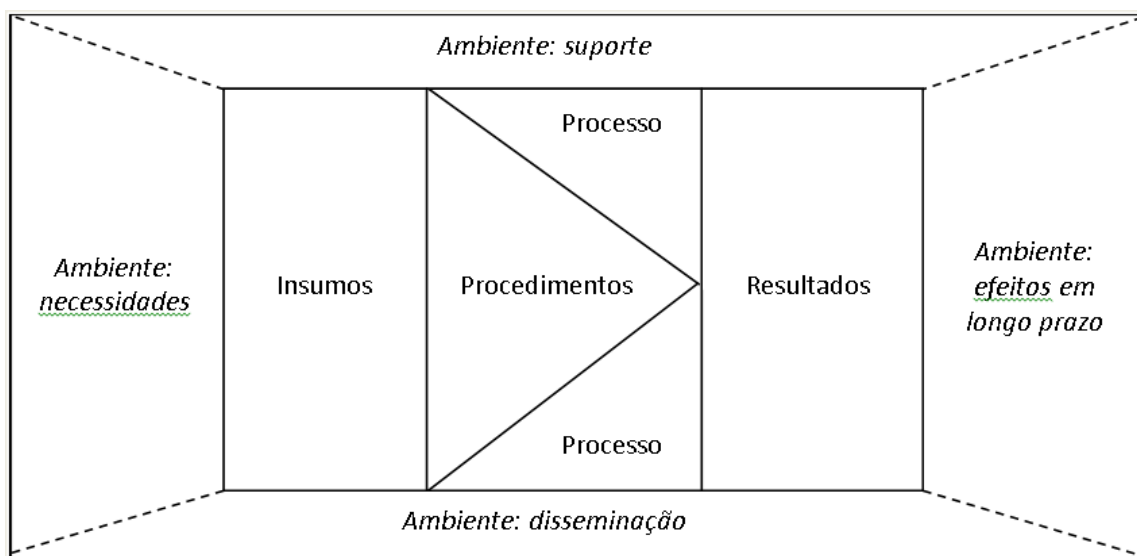 Ambiente: suporte
Processo
Ambiente:
necessidades
Insumos
Procedimentos
Resultados
Ambiente:
efeitos em
longo prazo
Processo
Ambiente: disseminação